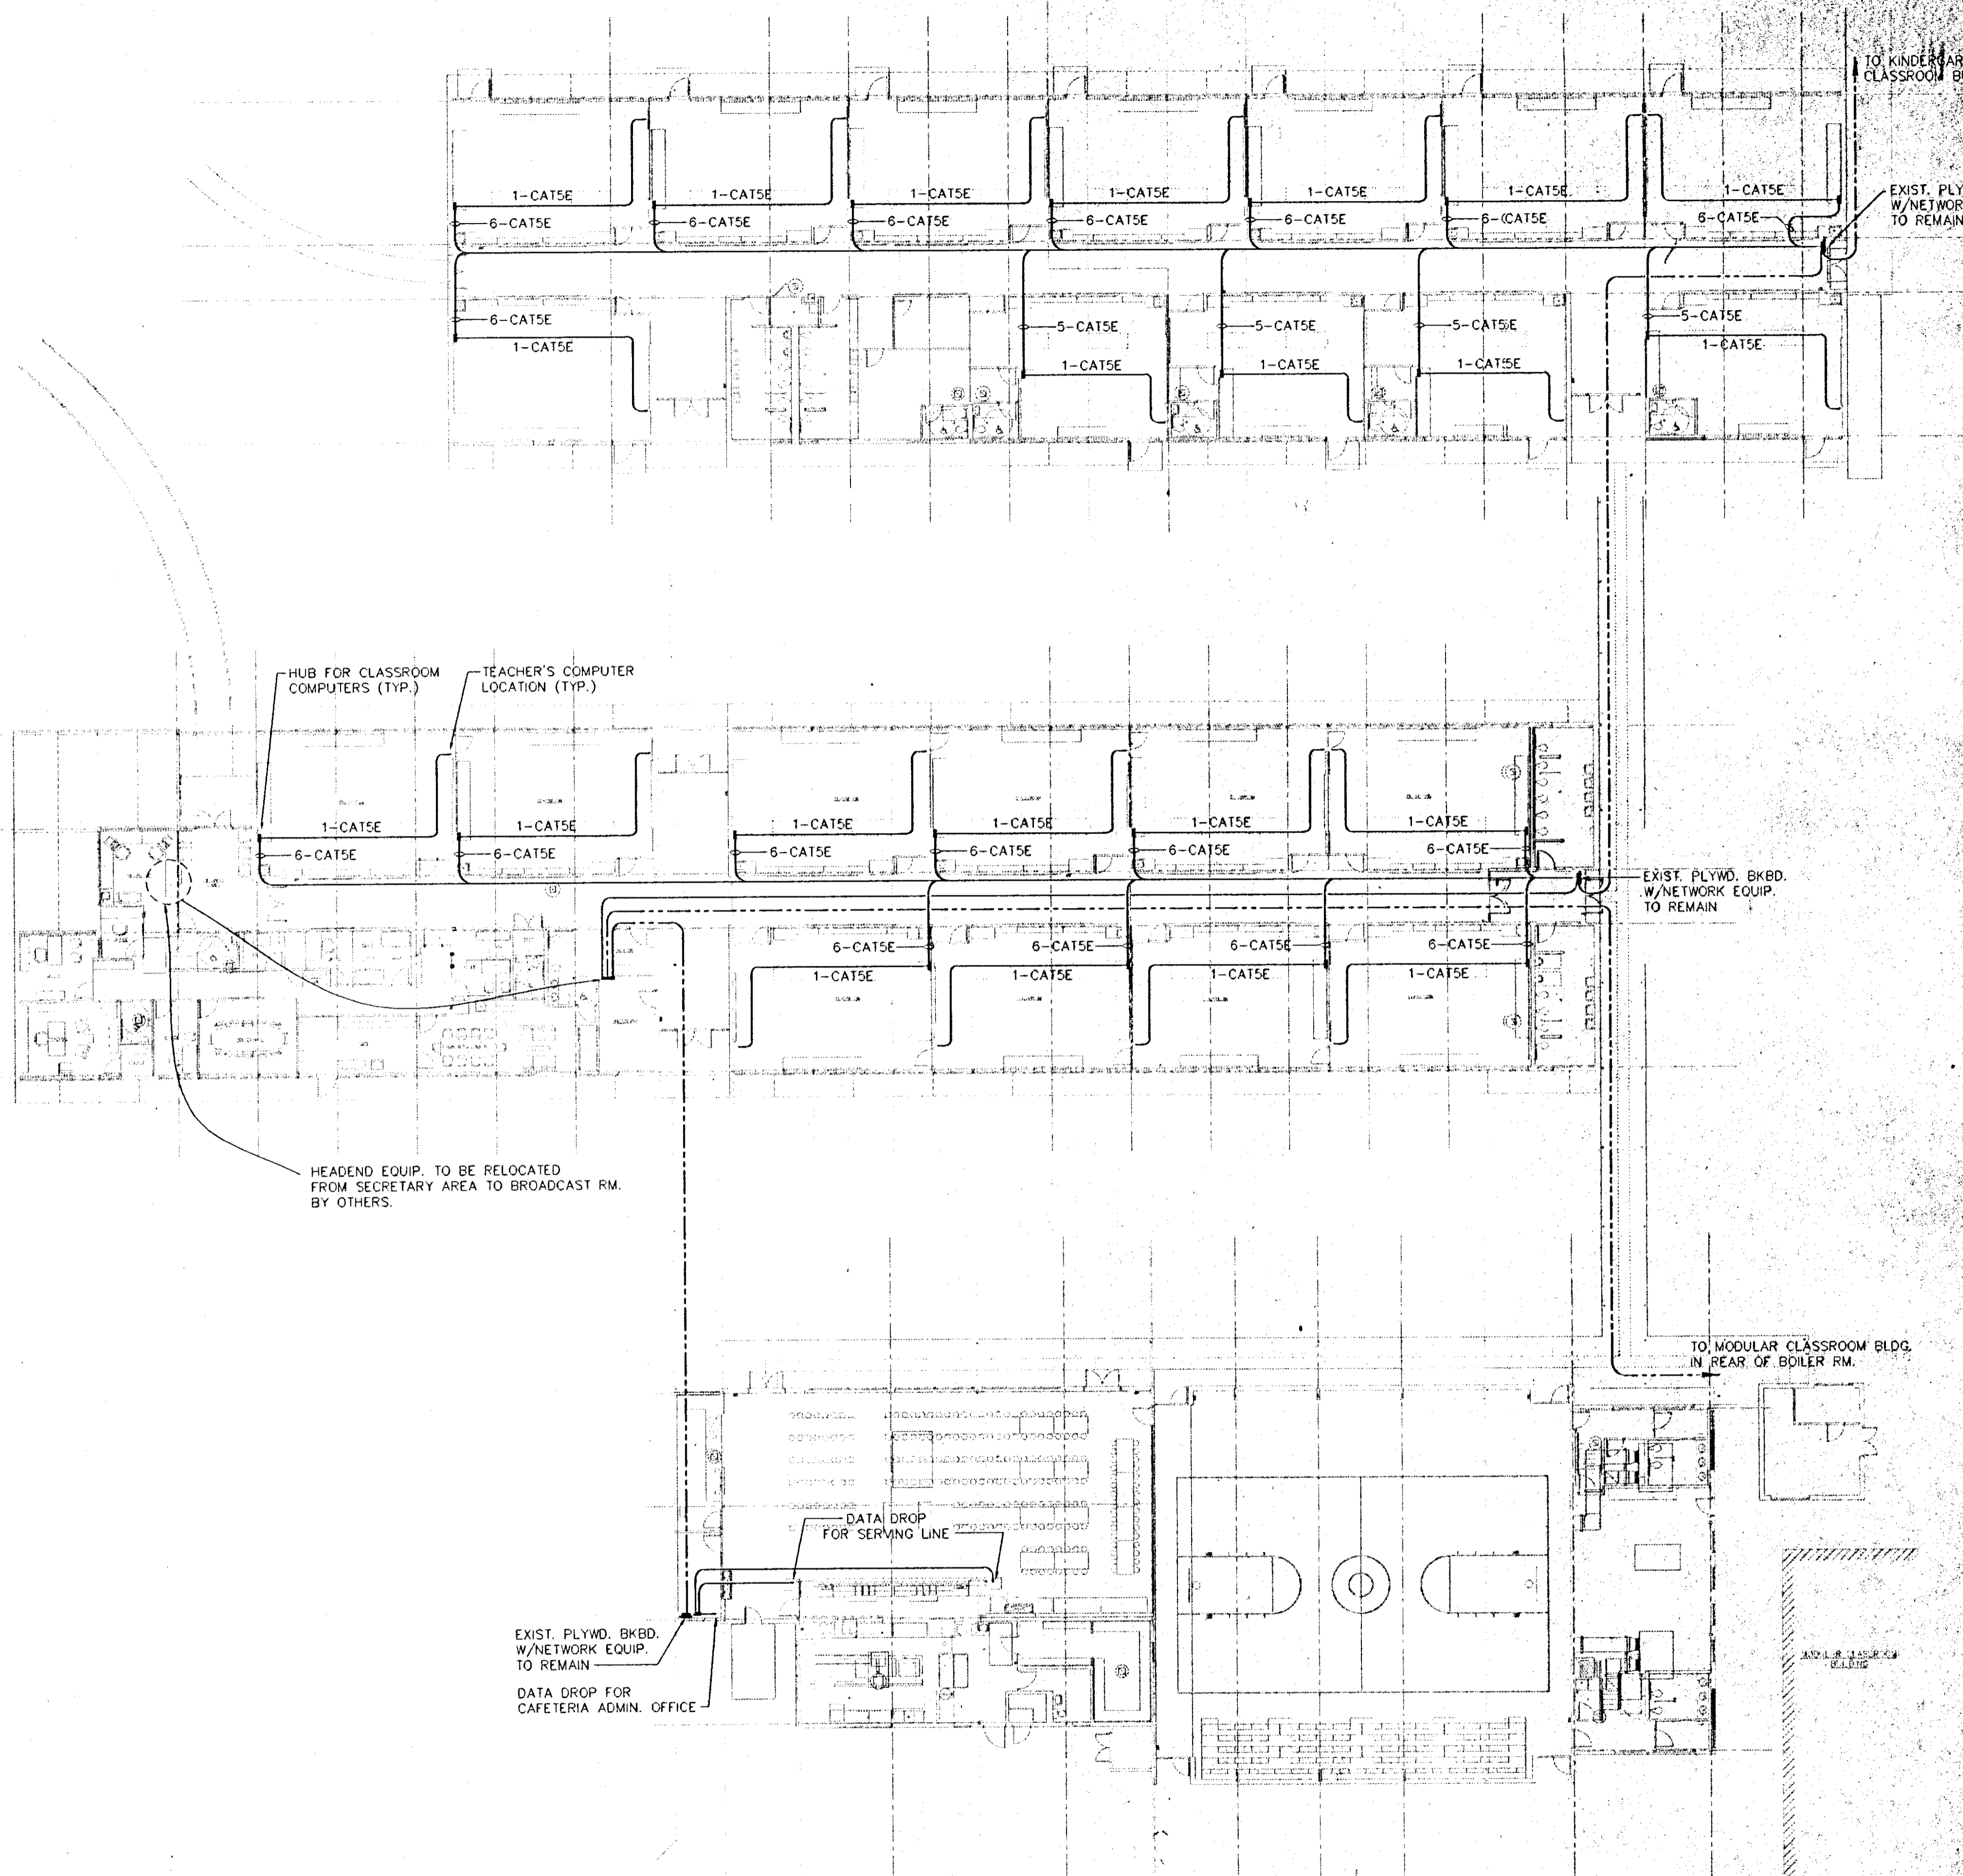 TO KINDERGAR
CLASSROOM B
1-CAT5E
1-CAT5E
1-CAT5E
1-CAT5E
1-CAT5E
1-CAT5E
1-CAT5E
EXIST. PLY
W/NETWOR
TO REMAIN
6-CAT5E
6-CAT5E
6-CAT5E
6-CAT5E
6-CAT5E
6-CAT5E
6-CAT5E
6-CAT5E
5-CAT5E
5-CAT5E
5-CAT5E
5-CAT5E
1-CAT5E
1-CAT5E
1-CAT5E
1-CAT5E
1-CAT5E
HUB FOR CLASSROOM
COMPUTERS (TYP.)
TEACHER'S COMPUTER
LOCATION (TYP.)
1-CAT5E
1-CAT5E
1-CAT5E
1-CAT5E
1-CAT5E
1-CAT5E
6-CAT5E
6-CAT5E
6-CAT5E
6-CAT5E
6-CAT5E
6-CAT5E
EXIST. PLYWD. BKBD.
W/NETWORK EQUIP.
TO REMAIN
6-CAT5E
6-CAT5E
6-CAT5E
6-CAT5E
1-CAT5E
1-CAT5E
1-CAT5E
1-CAT5E
HEADEND EQUIP. TO BE RELOCATED
FROM SECRETARY AREA TO BROADCAST RM.
BY OTHERS.
TO MODULAR CLASSROOM BLDG.
IN REAR OF BOILER RM.
DATA DROP
FOR SERVING LINE
EXIST. PLYWD. BKBD.
W/NETWORK EQUIP.
TO REMAIN
DATA DROP FOR
CAFETERIA ADMIN. OFFICE
MODULAR CLASSROOM
BUILDING